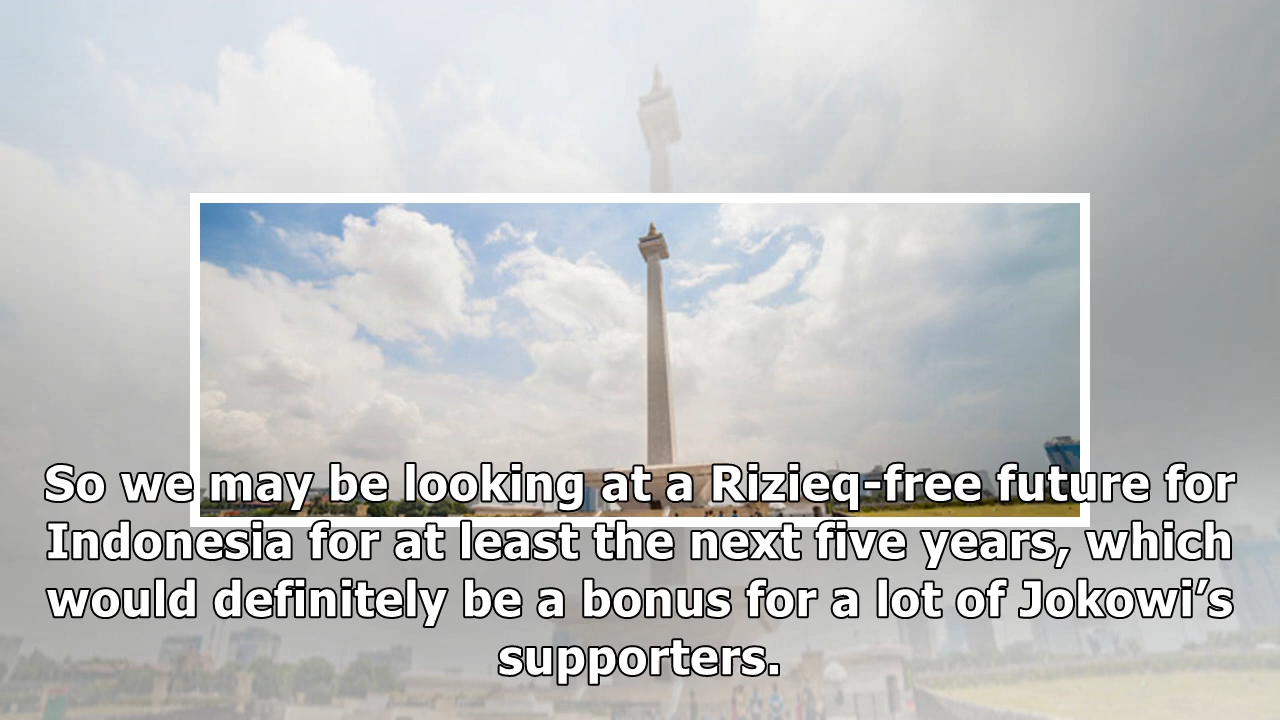 So we may be looking at a Rizieq-free future for
Indonesia for at least the next five years, which
would definitely be a bonus for a lot of Jokowi’s
supporters.